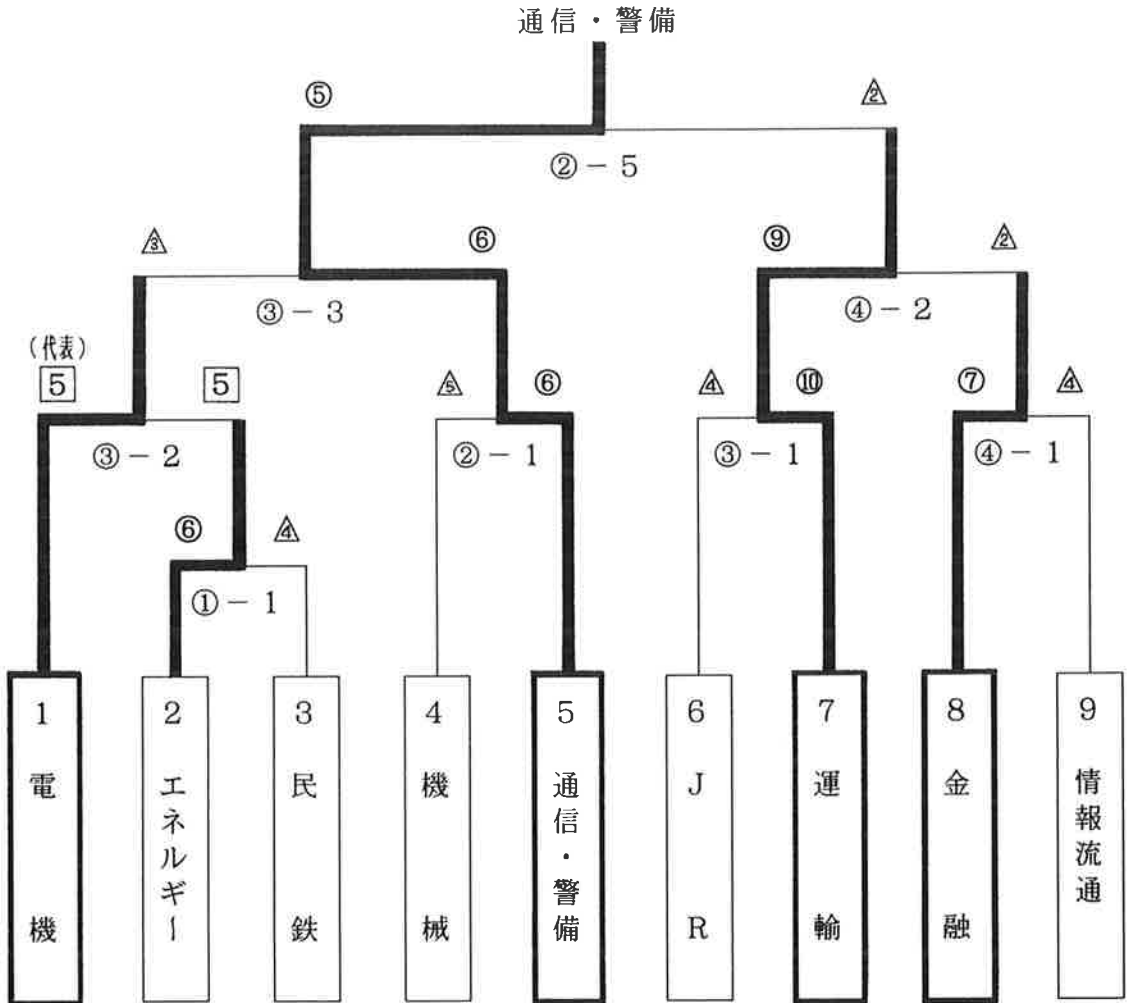 通信・警備
⑤ △2
②－5
△3 ⑥ ⑨ △2
③－3 ④－2
(代表)
5 5 △5 ⑥ △4 ⑩ ⑦ △4
③－2 ②－1 ③－1 ④－1
⑥ △4
①－1
1 電機
2 エネルギー
3 民鉄
4 機械
5 通信・警備
6 JR
7 運輸
8 金融
9 情報流通